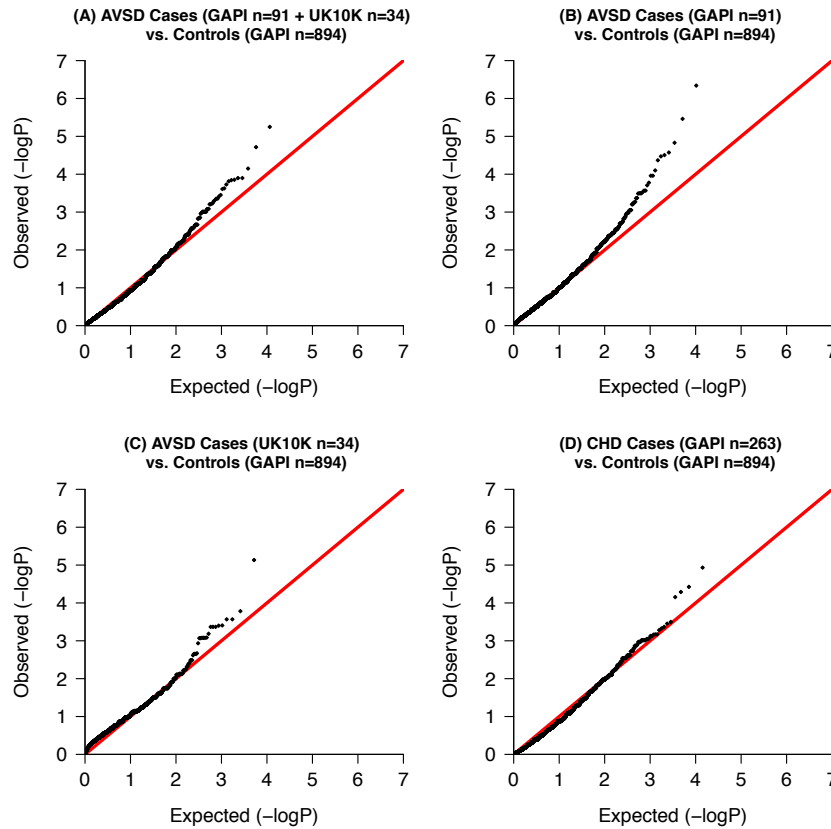 (A) AVSD Cases (GAPI n=91 + UK10K n=34)
vs. Controls (GAPI n=894)
Observed (−logP)
7
6
5
4
3
2
1
0
0 1 2 3 4 5 6 7
Expected (−logP)
(B) AVSD Cases (GAPI n=91)
vs. Controls (GAPI n=894)
Observed (−logP)
7
6
5
4
3
2
1
0
0 1 2 3 4 5 6 7
Expected (−logP)
(C) AVSD Cases (UK10K n=34)
vs. Controls (GAPI n=894)
Observed (−logP)
7
6
5
4
3
2
1
0
0 1 2 3 4 5 6 7
Expected (−logP)
(D) CHD Cases (GAPI n=263)
vs. Controls (GAPI n=894)
Observed (−logP)
7
6
5
4
3
2
1
0
0 1 2 3 4 5 6 7
Expected (−logP)